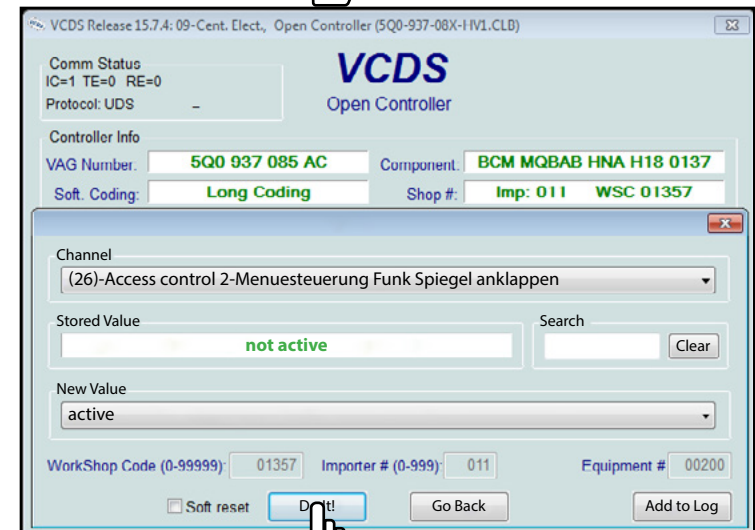 VCDS Release 15.7.4: 09-Cent. Elect., Open Controller (5Q0-937-08X-HV1.CLB)
Comm Status
IC=1 TE=0 RE=0
Protocol: UDS –
VCDS
Open Controller
Controller Info
VAG Number: 5Q0 937 085 AC Component: BCM MQBAB HNA H18 0137
Soft. Coding: Long Coding Shop #: Imp: 011 WSC 01357
Channel
(26)-Access control 2-Menuesteuerung Funk Spiegel anklappen
Stored Value Search
not active Clear
New Value
active
WorkShop Code (0-99999): 01357 Importer # (0-999): 011 Equipment # 00200
Soft reset Go Back Add to Log